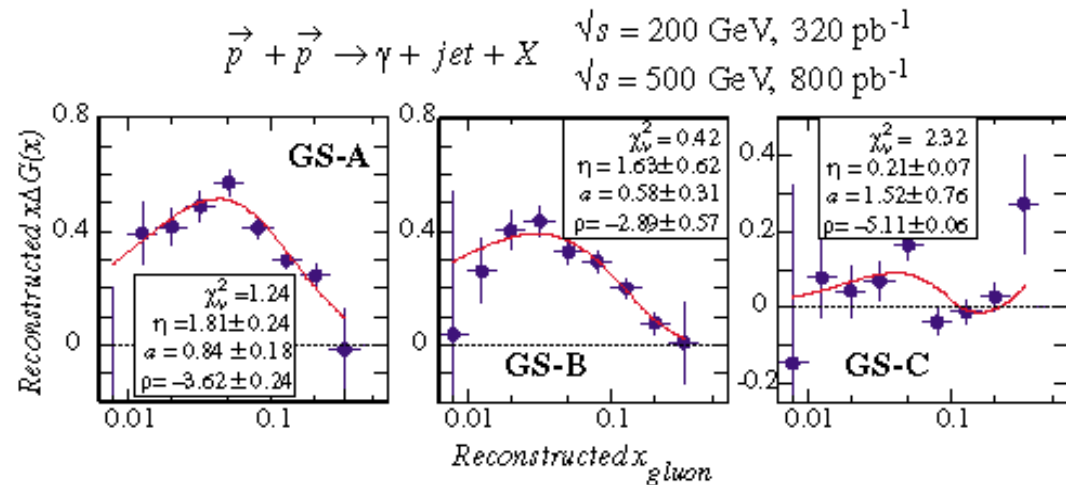 p⃗ + p⃗ → γ + jet + X
√s = 200 GeV, 320 pb⁻¹
√s = 500 GeV, 800 pb⁻¹
Reconstructed xΔG(x)
0.8
0.4
0
GS-A
χ²ᵥ = 1.24
η = 1.81±0.24
a = 0.84±0.18
ρ = −3.62±0.24
0.01
0.1
0.8
0.4
0
χ²ᵥ = 0.42
η = 1.63±0.62
a = 0.58±0.31
ρ = −2.89±0.57
GS-B
0.01
0.1
0.4
0.2
0
-0.2
χ²ᵥ = 2.32
η = 0.21±0.07
a = 1.52±0.76
ρ = −5.11±0.06
GS-C
0.01
0.1
Reconstructed x gluon